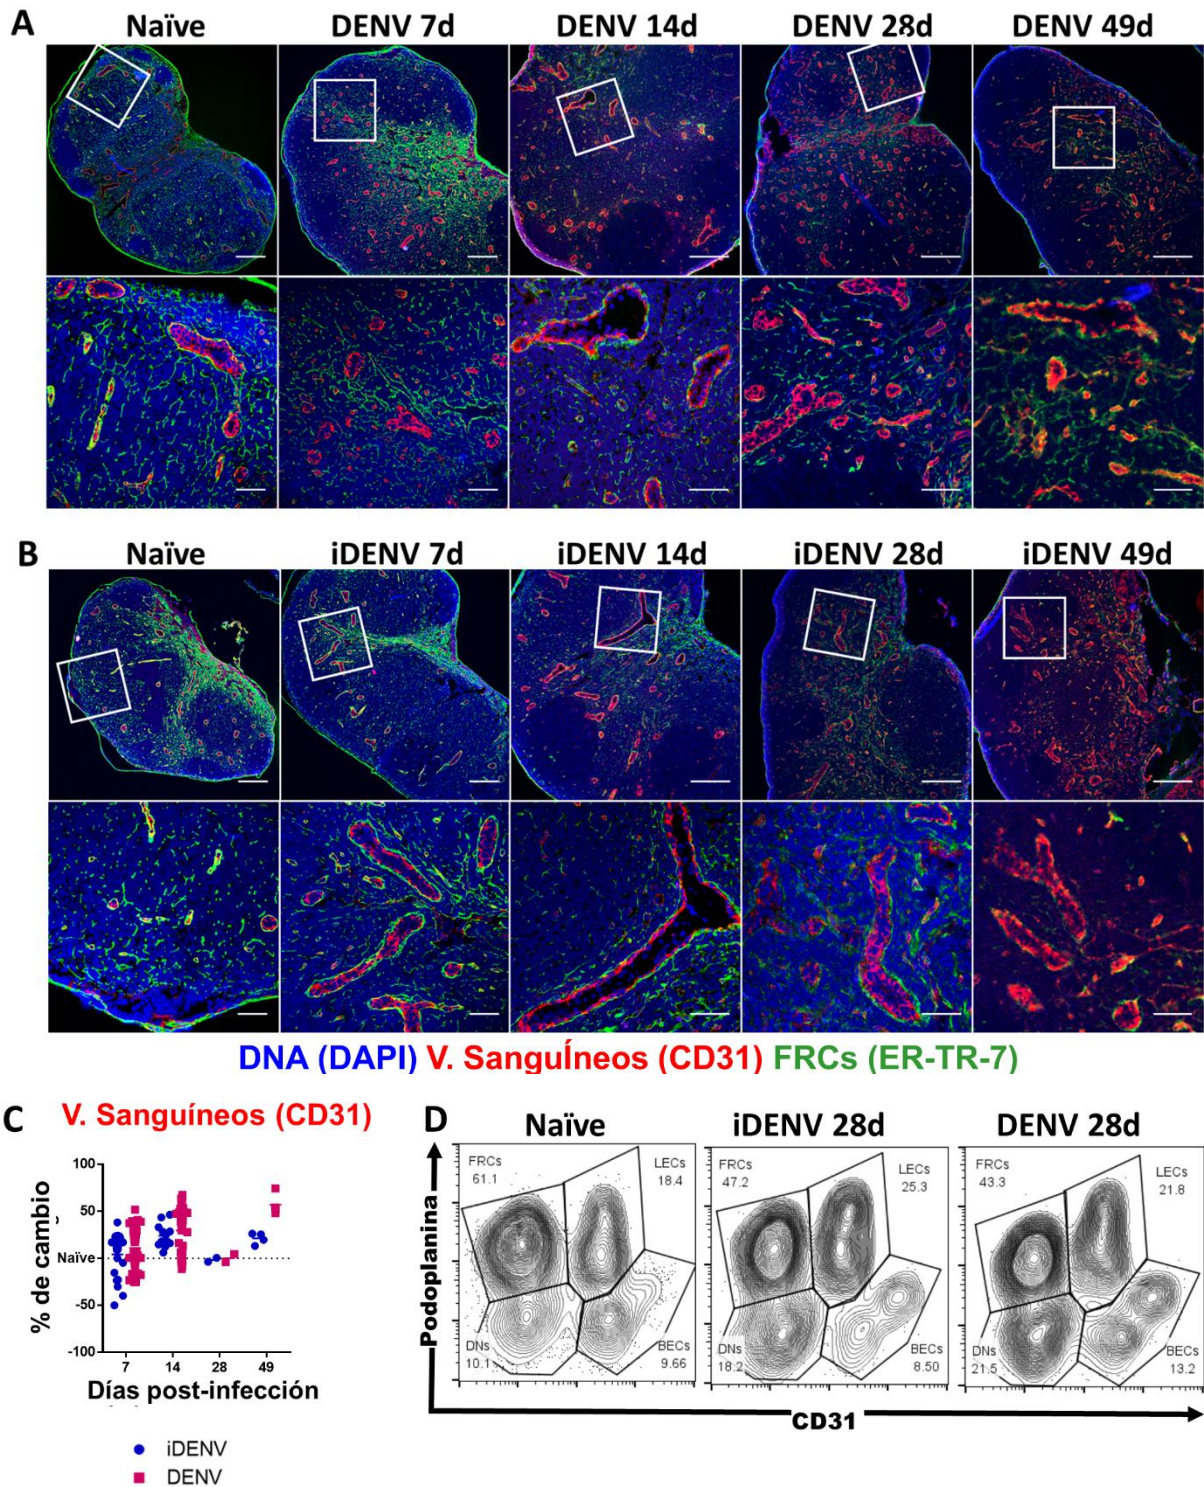 A
Naïve DENV 7d DENV 14d DENV 28d DENV 49d
B
Naïve iDENV 7d iDENV 14d iDENV 28d iDENV 49d
DNA (DAPI) V. SanguÍneos (CD31) FRCs (ER-TR-7)
C
V. Sanguíneos (CD31)
% de cambio
100
50
Naïve
-50
-100
7 14 28 49
Días post-infección
iDENV
DENV
D
Naïve iDENV 28d DENV 28d
Podoplanina
FRCs
61.1
LECs
18.4
DNs
10.1
BECs
9.66
FRCs
47.2
LECs
25.3
DNs
18.2
BECs
8.50
FRCs
43.3
LECs
21.8
DNs
21.5
BECs
13.2
CD31